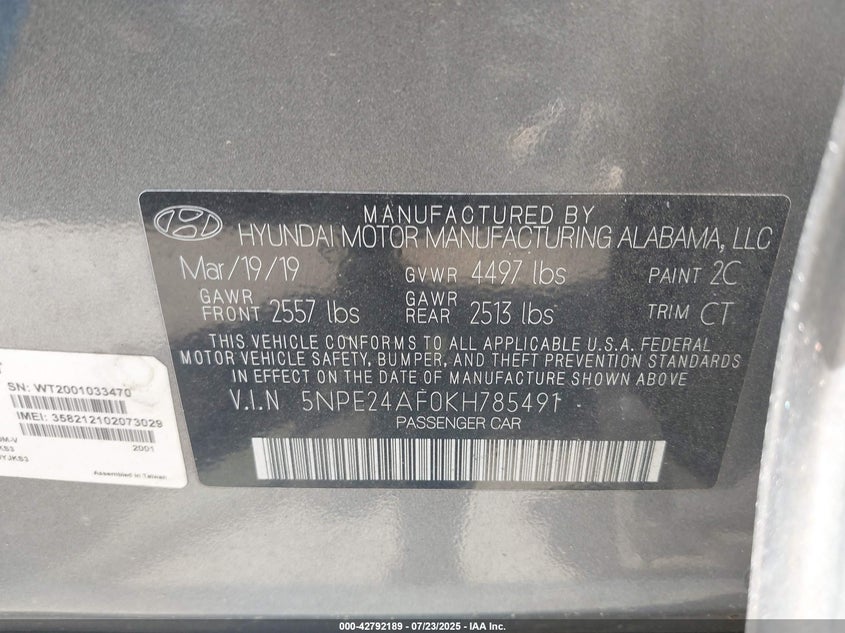 MANUFACTURED BY
HYUNDAI MOTOR MANUFACTURING ALABAMA, LLC
Mar/19/19 GVWR 4497 lbs PAINT 2C
GAWR FRONT 2557 lbs GAWR REAR 2513 lbs TRIM CT
THIS VEHICLE CONFORMS TO ALL APPLICABLE U.S.A. FEDERAL
MOTOR VEHICLE SAFETY, BUMPER, AND THEFT PREVENTION STANDARDS
IN EFFECT ON THE DATE OF MANUFACTURE SHOWN ABOVE.
V.I.N 5NPE24AF0KH785491
PASSENGER CAR
SN: WT2001033470
IMEI: 358212102073029
2001
Assembled in Taiwan
000-42792189 - 07/23/2025 - IAA Inc.